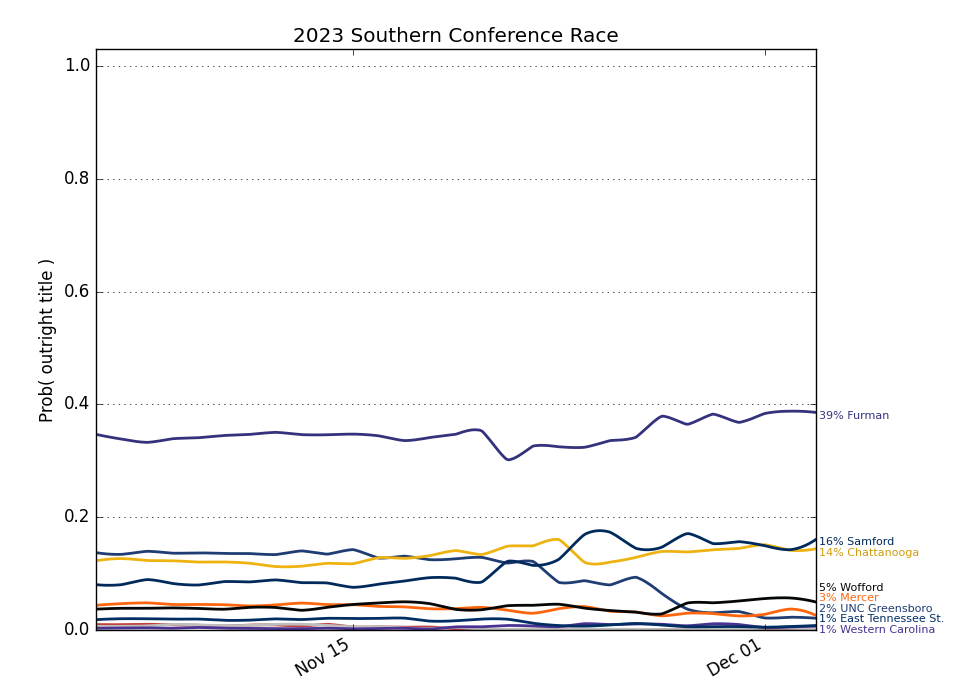 2023 Southern Conference Race
Prob( outright title )
1.0
0.8
0.6
0.4
0.2
0.0
Nov 15
Dec 01
39% Furman
16% Samford
14% Chattanooga
5% Wofford
3% Mercer
2% UNC Greensboro
1% East Tennessee St.
1% Western Carolina